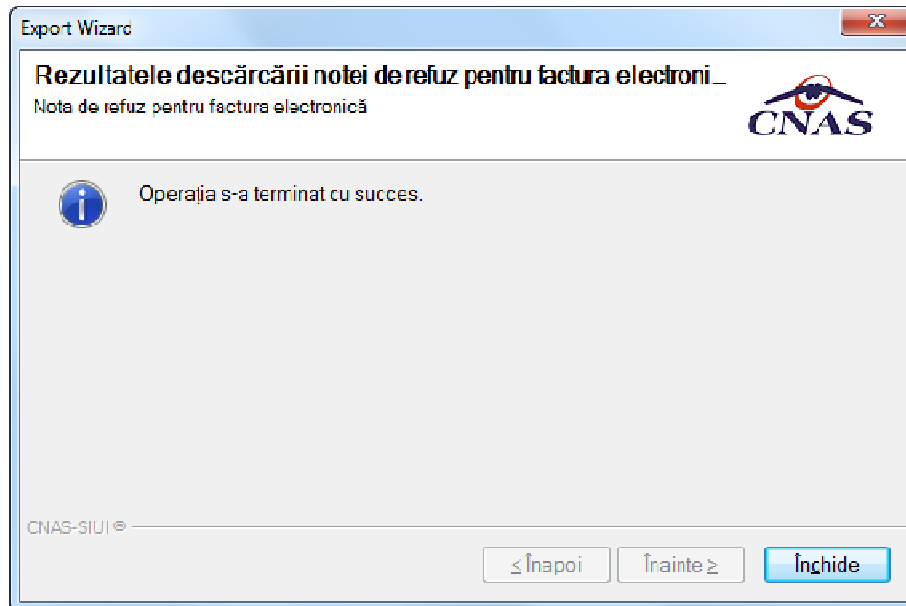 Export Wizard
Rezultatele descărcării notei de refuz pentru factura electroni...
Nota de refuz pentru factura electronică
CNAS
Operația s-a terminat cu succes.
CNAS-SIUI ®
< Înapoi
Înainte >
Închide